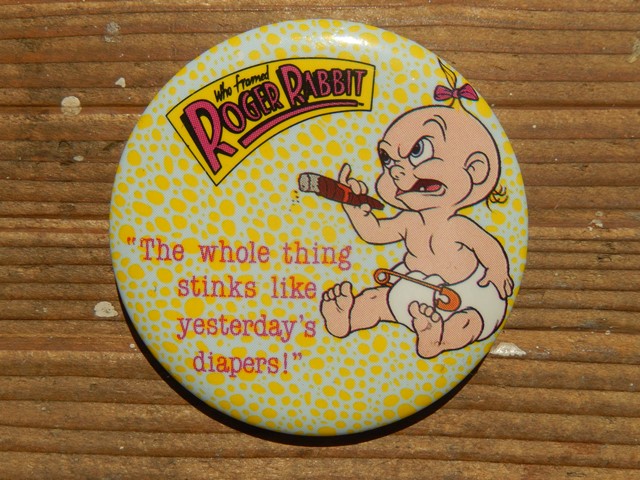 who framed
ROGER RABBIT
"The whole thing
stinks like
yesterday's
diapers!"